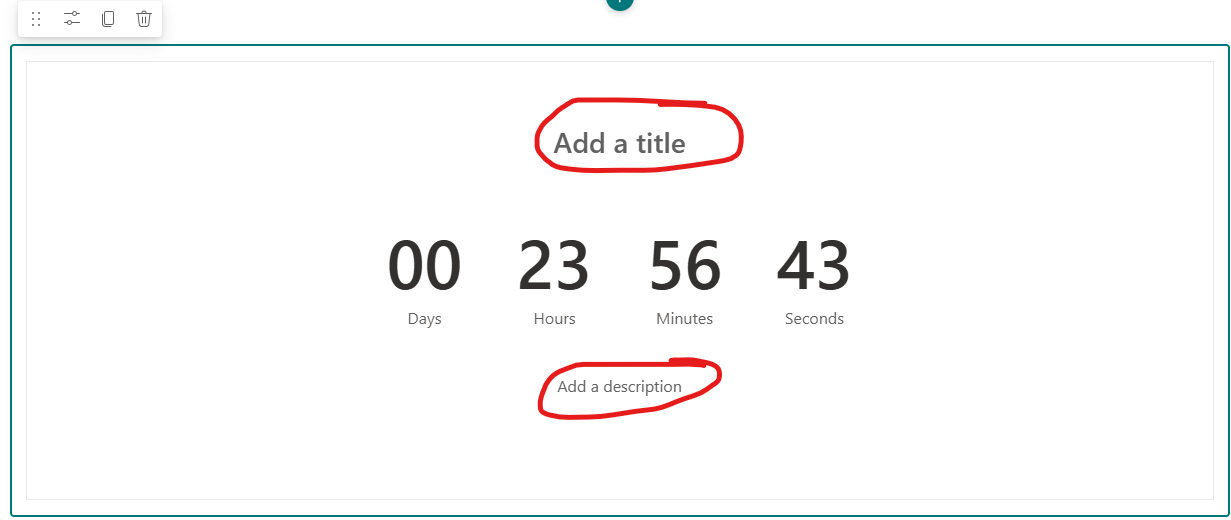 Add a title
00 23 56 43
Days Hours Minutes Seconds
Add a description